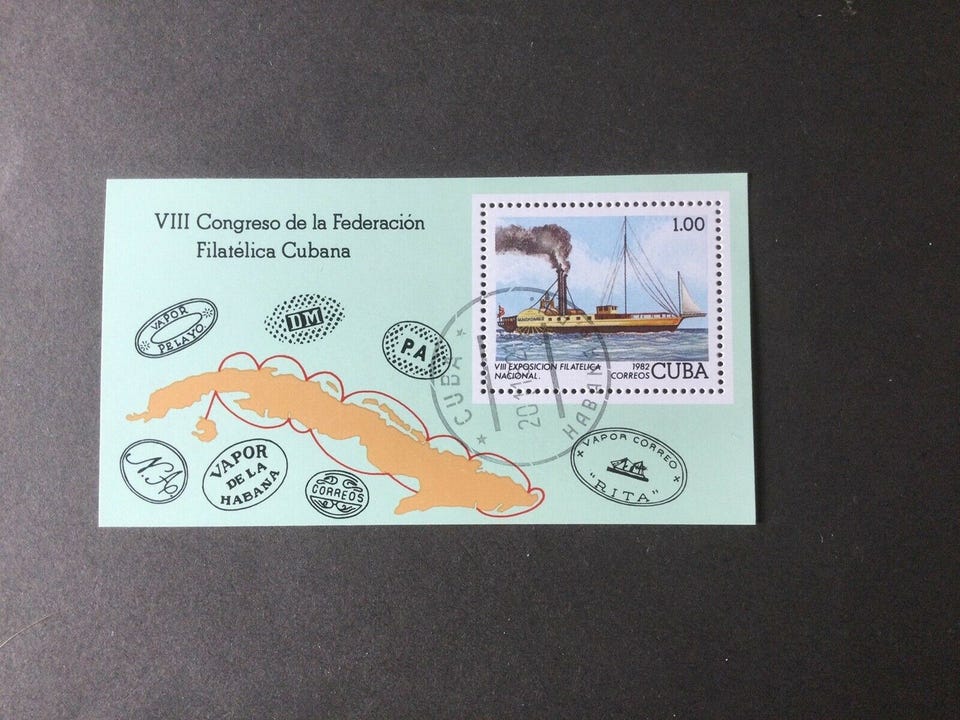 VIII Congreso de la Federación
Filatélica Cubana
1.00
VIII EXPOSICION FILATELICA
NACIONAL.
1982
CORREOS CUBA
VAPOR
PELAYO
DM
P.A
CUBA
HABANA
VAPOR
DE LA
HABANA
CORREOS
VAPOR CORREO
"RITA"